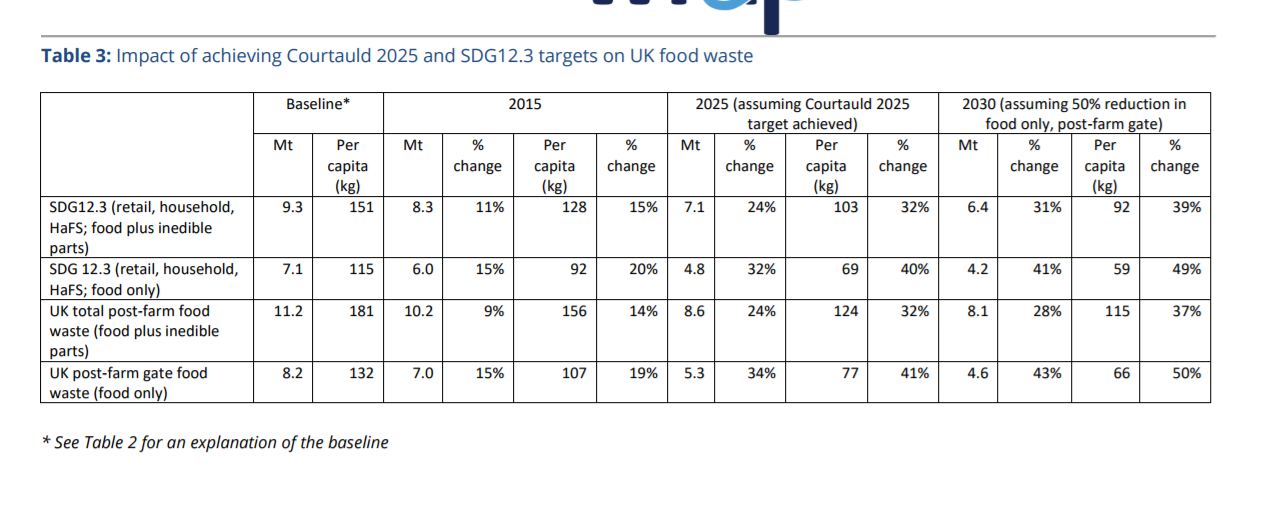 Table 3: Impact of achieving Courtauld 2025 and SDG12.3 targets on UK food waste
Baseline*
2015
2025 (assuming Courtauld 2025
target achieved)
2030 (assuming 50% reduction in
food only, post-farm gate)
Mt
Per
capita
(kg)
Mt
%
change
Per
capita
(kg)
%
change
Mt
%
change
Per
capita
(kg)
%
change
Mt
%
change
Per
capita
(kg)
%
change
SDG12.3 (retail, household,
HaFS; food plus inedible
parts)
9.3 151 8.3 11% 128 15% 7.1 24% 103 32% 6.4 31% 92 39%
SDG 12.3 (retail, household,
HaFS; food only)
7.1 115 6.0 15% 92 20% 4.8 32% 69 40% 4.2 41% 59 49%
UK total post-farm food
waste (food plus inedible
parts)
11.2 181 10.2 9% 156 14% 8.6 24% 124 32% 8.1 28% 115 37%
UK post-farm gate food
waste (food only)
8.2 132 7.0 15% 107 19% 5.3 34% 77 41% 4.6 43% 66 50%
* See Table 2 for an explanation of the baseline